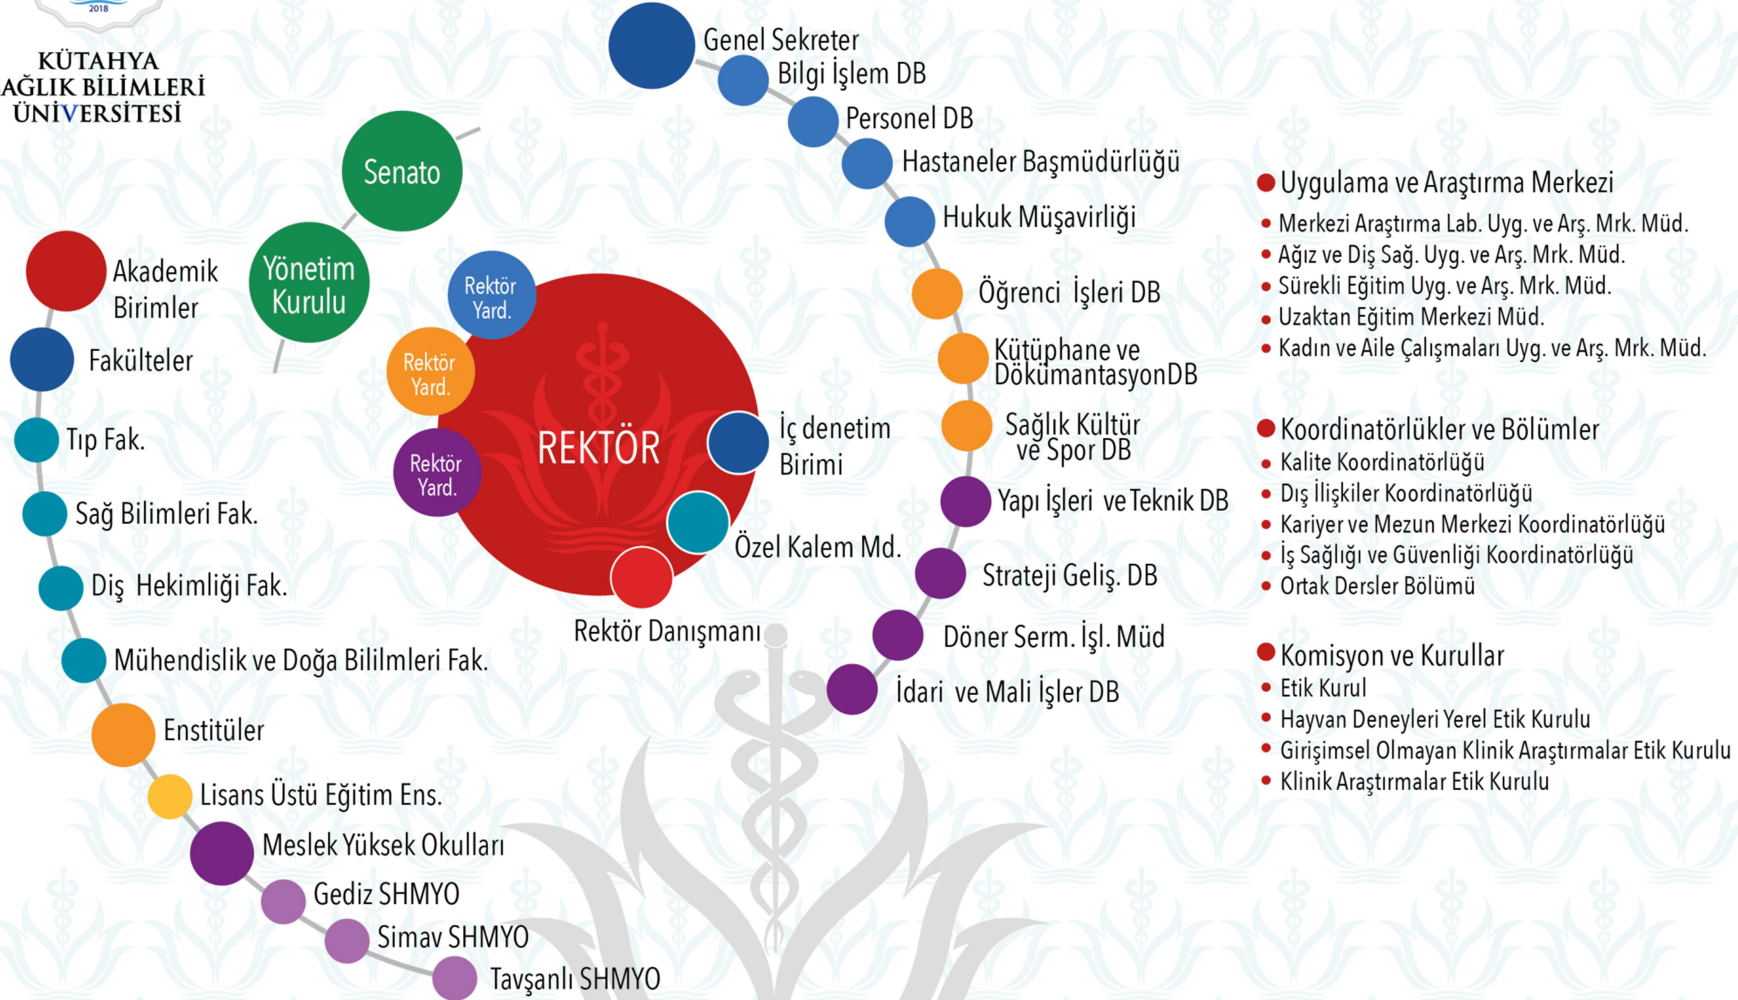 2018
KÜTAHYA
AĞLIK BİLİMLERİ
ÜNİVERSİTESİ
Senato
Yönetim
Kurulu
Akademik
Birimler
Fakülteler
Tıp Fak.
Sağ Bilimleri Fak.
Diş Hekimliği Fak.
Mühendislik ve Doğa Bililmleri Fak.
Enstitüler
Lisans Üstü Eğitim Ens.
Meslek Yüksek Okulları
Gediz SHMYO
Simav SHMYO
Tavşanlı SHMYO
Rektör
Yard.
Rektör
Yard.
Rektör
Yard.
REKTÖR
İç denetim
Birimi
Özel Kalem Md.
Rektör Danışmanı
Genel Sekreter
Bilgi İşlem DB
Personel DB
Hastaneler Başmüdürlüğü
Hukuk Müşavirliği
Öğrenci İşleri DB
Kütüphane ve
DökümantasyonDB
Sağlık Kültür
ve Spor DB
Yapı İşleri ve Teknik DB
Strateji Geliş. DB
Döner Serm. İşl. Müd
İdari ve Mali İşler DB
Uygulama ve Araştırma Merkezi
Merkezi Araştırma Lab. Uyg. ve Arş. Mrk. Müd.
Ağız ve Diş Sağ. Uyg. ve Arş. Mrk. Müd.
Sürekli Eğitim Uyg. ve Arş. Mrk. Müd.
Uzaktan Eğitim Merkezi Müd.
Kadın ve Aile Çalışmaları Uyg. ve Arş. Mrk. Müd.
Koordinatörlükler ve Bölümler
Kalite Koordinatörlüğü
Dış İlişkiler Koordinatörlüğü
Kariyer ve Mezun Merkezi Koordinatörlüğü
İş Sağlığı ve Güvenliği Koordinatörlüğü
Ortak Dersler Bölümü
Komisyon ve Kurullar
Etik Kurul
Hayvan Deneyleri Yerel Etik Kurulu
Girişimsel Olmayan Klinik Araştırmalar Etik Kurulu
Klinik Araştırmalar Etik Kurulu